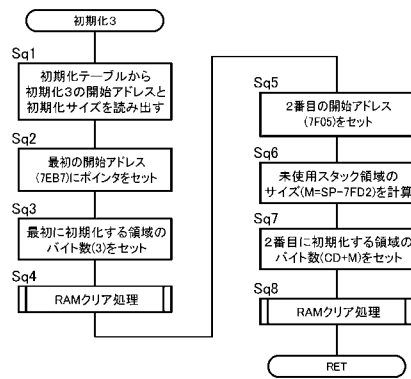 初期化3
Sq1
初期化テーブルから
初期化3の開始アドレスと
初期化サイズを読み出す
Sq2
最初の開始アドレス
(7EB7)にポインタをセット
Sq3
最初に初期化する領域の
バイト数(3)をセット
Sq4
RAMクリア処理
Sq5
2番目の開始アドレス
(7F05)をセット
Sq6
未使用スタック領域の
サイズ(M=SP-7FD2)を計算
Sq7
2番目に初期化する領域の
バイト数(CD+M)をセット
Sq8
RAMクリア処理
RET